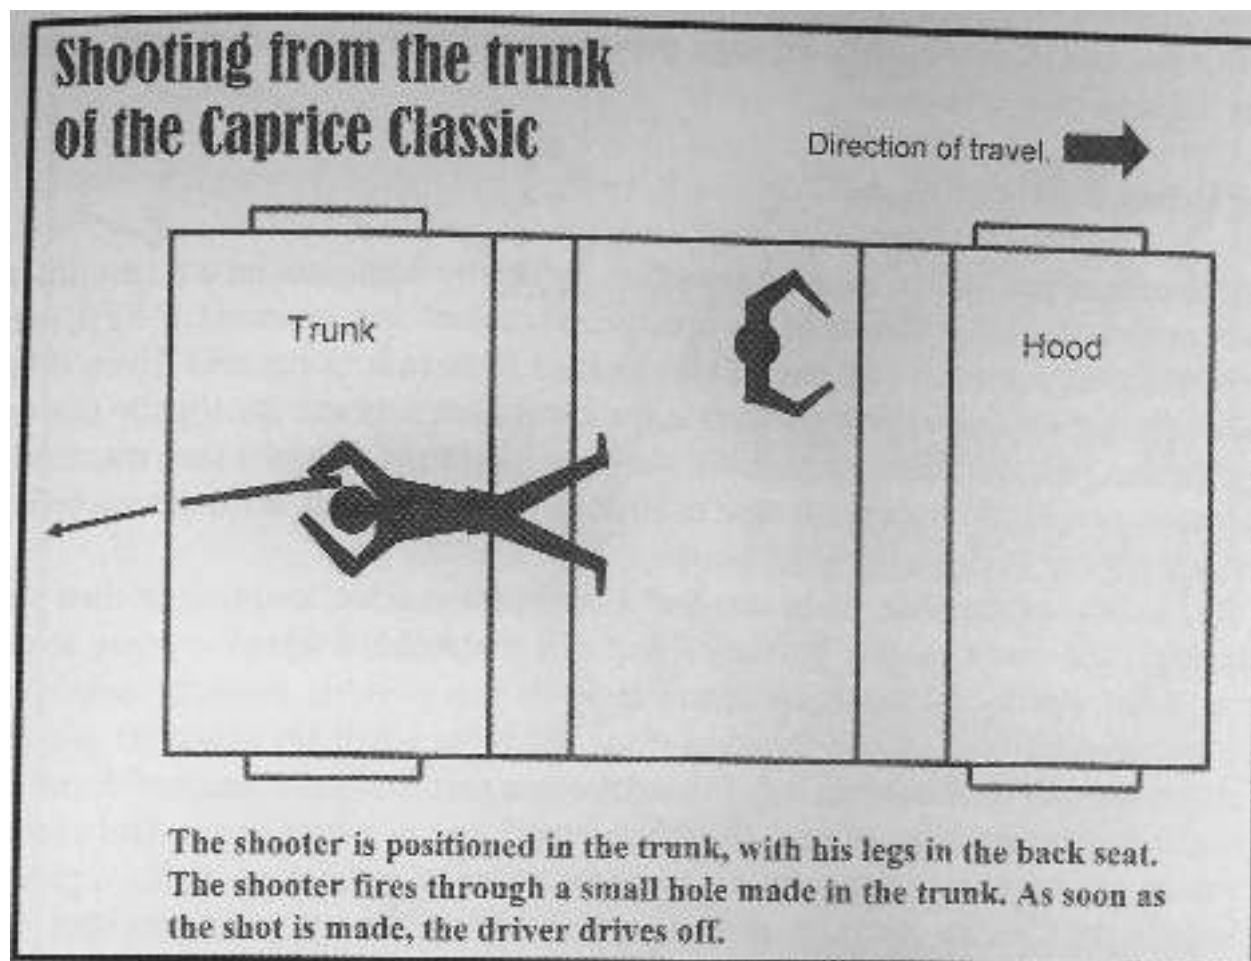 Shooting from the trunk
of the Caprice Classic
Direction of travel.
Trunk
Hood
The shooter is positioned in the trunk, with his legs in the back seat.
The shooter fires through a small hole made in the trunk. As soon as
the shot is made, the driver drives off.